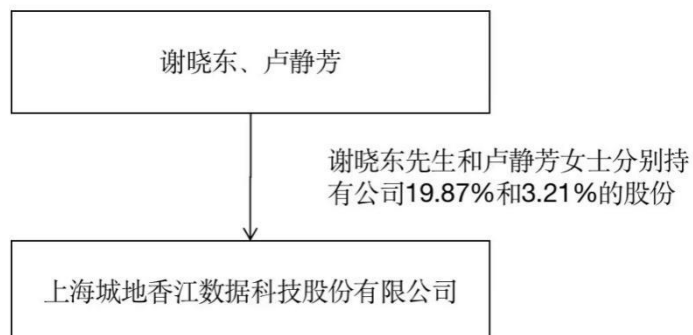 谢晓东、卢静芳
谢晓东先生和卢静芳女士分别持
有公司19.87%和3.21%的股份
上海城地香江数据科技股份有限公司